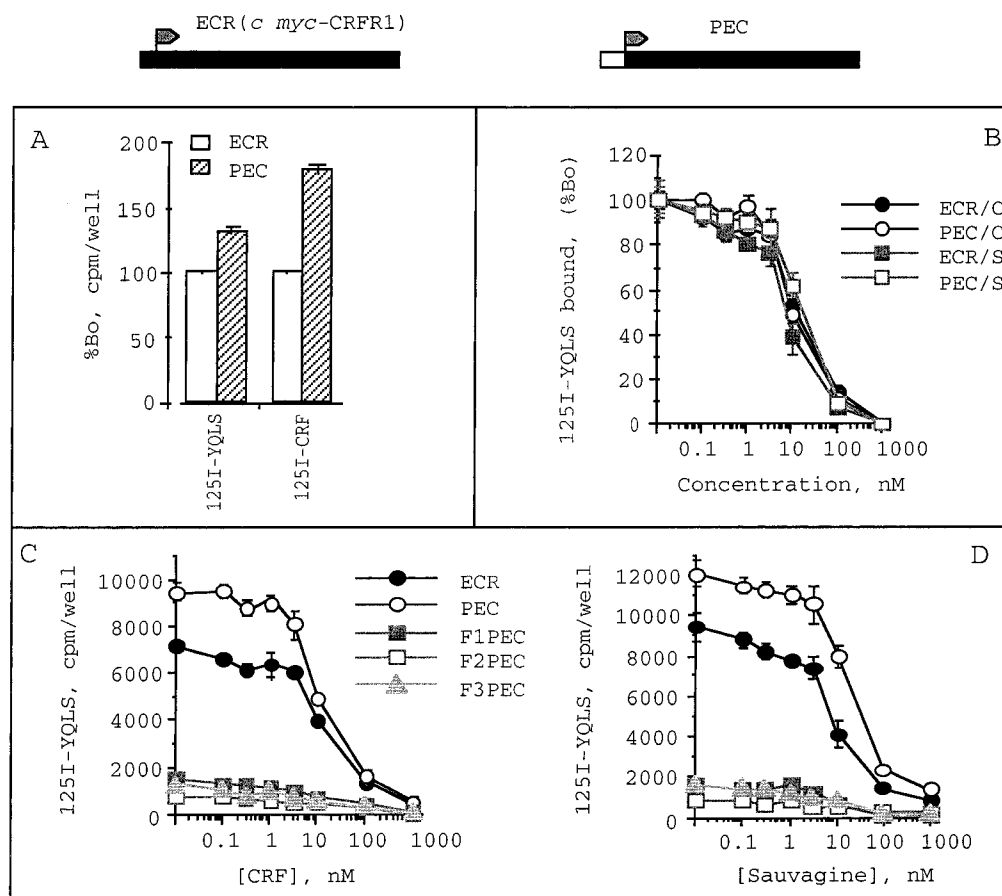 ECR(c myc-CRFR1)
PEC
A
ECR
PEC
%Bo, cpm/well
200
150
100
50
0
125I-YQLS
125I-CRF
B
125I-YQLS bound, (%Bo)
120
100
80
60
40
20
0
0.1 1 10 100 1000
Concentration, nM
ECR/C
PEC/C
ECR/S
PEC/S
C
125I-YQLS, cpm/well
10000
8000
6000
4000
2000
0
0.1 1 10 100 1000
[CRF], nM
ECR
PEC
F1PEC
F2PEC
F3PEC
D
125I-YQLS, cpm/well
12000
10000
8000
6000
4000
2000
0
0.1 1 10 100 1000
[Sauvagine], nM